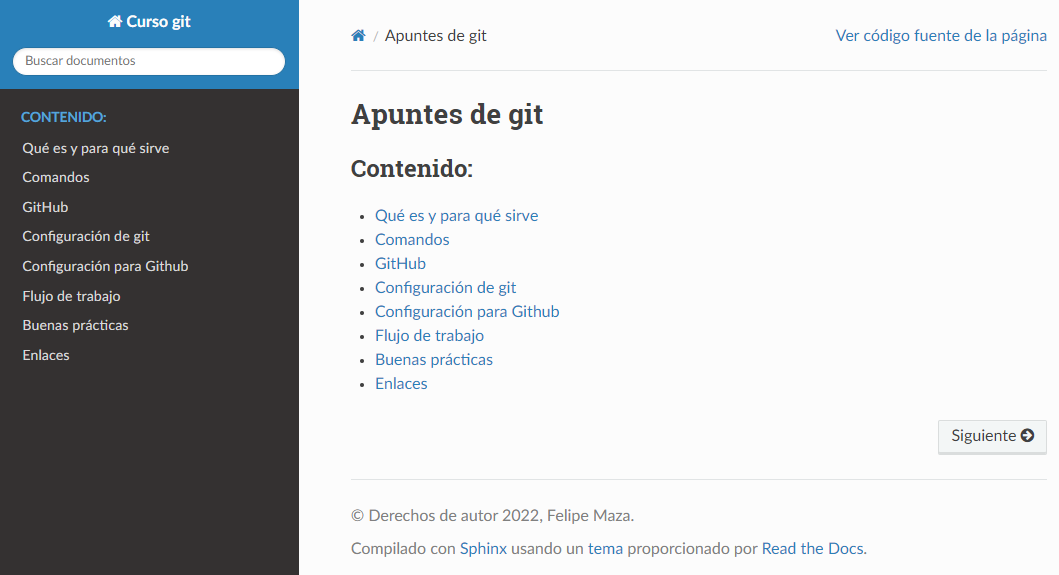 Curso git
Buscar documentos
CONTENIDO:
Qué es y para qué sirve
Comandos
GitHub
Configuración de git
Configuración para Github
Flujo de trabajo
Buenas prácticas
Enlaces
/ Apuntes de git
Ver código fuente de la página
Apuntes de git
Contenido:
• Qué es y para qué sirve
• Comandos
• GitHub
• Configuración de git
• Configuración para Github
• Flujo de trabajo
• Buenas prácticas
• Enlaces
Siguiente
© Derechos de autor 2022, Felipe Maza.
Compilado con Sphinx usando un tema proporcionado por Read the Docs.